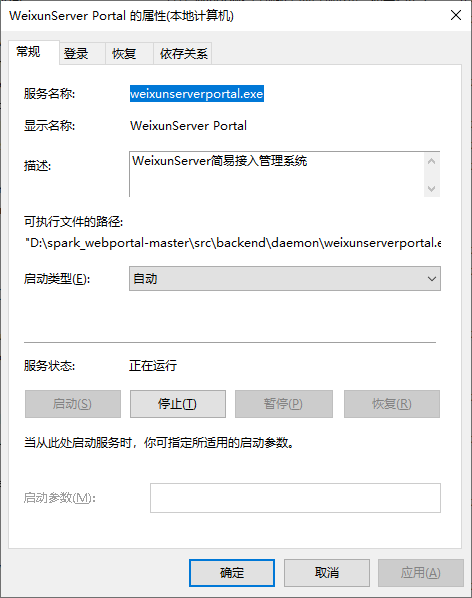 WeixunServer Portal 的属性(本地计算机)
常规 登录 恢复 依存关系
服务名称: weixunserverportal.exe
显示名称: WeixunServer Portal
描述: WeixunServer简易接入管理系统
可执行文件的路径:
"D:\spark_webportal-master\src\backend\daemon\weixunserverportal.e
启动类型(E): 自动
服务状态: 正在运行
启动(S) 停止(T) 暂停(P) 恢复(R)
当从此处启动服务时，你可指定所适用的启动参数。
启动参数(M):
确定 取消 应用(A)